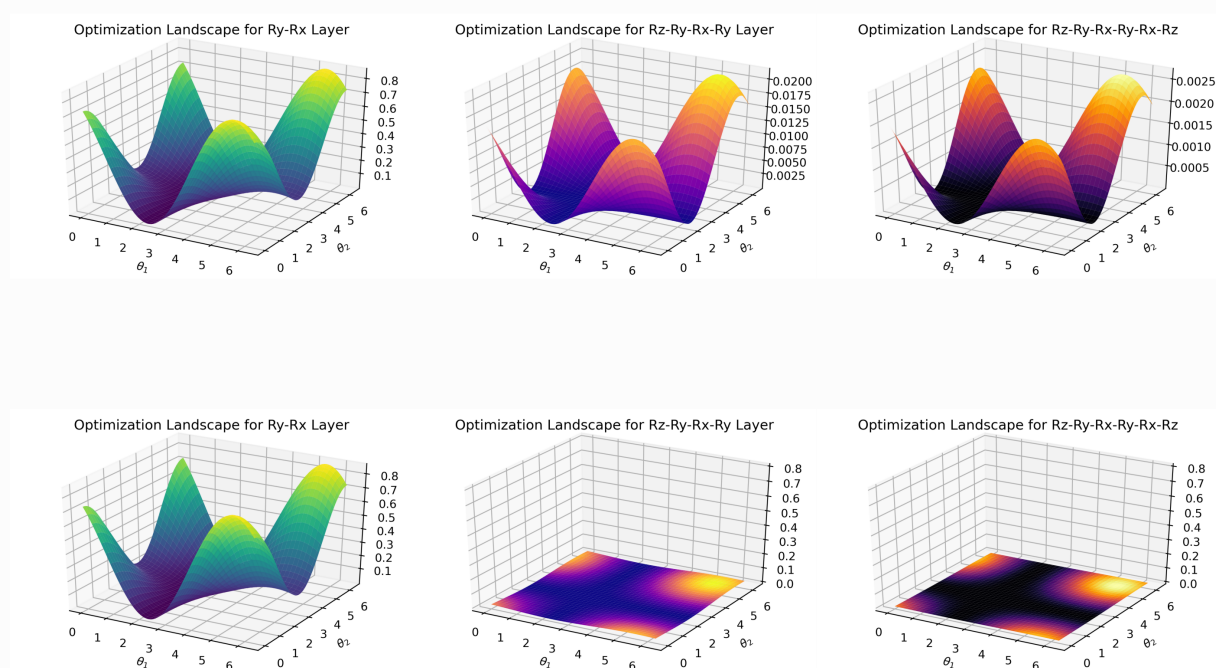 Optimization Landscape for Ry-Rx Layer
0.8
0.7
0.6
0.5
0.4
0.3
0.2
0.1
0 1 2 3 4 5 6
θ1
0 1 2 3 4 5 6
θ2
Optimization Landscape for Rz-Ry-Rx-Ry Layer
0.0200
0.0175
0.0150
0.0125
0.0100
0.0075
0.0050
0.0025
0 1 2 3 4 5 6
θ1
0 1 2 3 4 5 6
θ2
Optimization Landscape for Rz-Ry-Rx-Ry-Rx-Rz
0.0025
0.0020
0.0015
0.0010
0.0005
0 1 2 3 4 5 6
θ1
0 1 2 3 4 5 6
θ2
Optimization Landscape for Ry-Rx Layer
0.8
0.7
0.6
0.5
0.4
0.3
0.2
0.1
0 1 2 3 4 5 6
θ1
0 1 2 3 4 5 6
θ2
Optimization Landscape for Rz-Ry-Rx-Ry Layer
0.8
0.7
0.6
0.5
0.4
0.3
0.2
0.1
0.0
0 1 2 3 4 5 6
θ1
0 1 2 3 4 5 6
θ2
Optimization Landscape for Rz-Ry-Rx-Ry-Rx-Rz
0.8
0.7
0.6
0.5
0.4
0.3
0.2
0.1
0.0
0 1 2 3 4 5 6
θ1
0 1 2 3 4 5 6
θ2